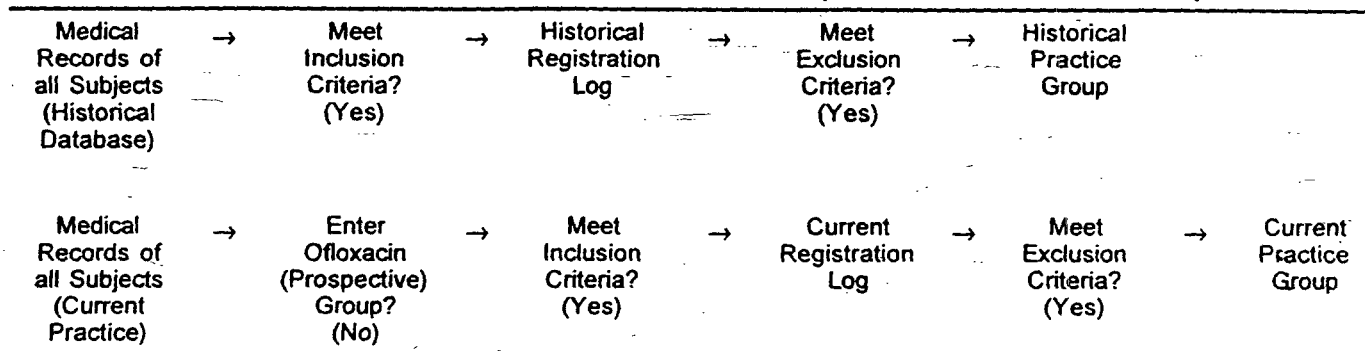 Medical
Records of
all Subjects
(Historical
Database)
→
Meet
Inclusion
Criteria?
(Yes)
→
Historical
Registration
Log
→
Meet
Exclusion
Criteria?
(Yes)
→
Historical
Practice
Group
Medical
Records of
all Subjects
(Current
Practice)
→
Enter
Ofloxacin
(Prospective)
Group?
(No)
→
Meet
Inclusion
Criteria?
(Yes)
→
Current
Registration
Log
→
Meet
Exclusion
Criteria?
(Yes)
→
Current
Practice
Group